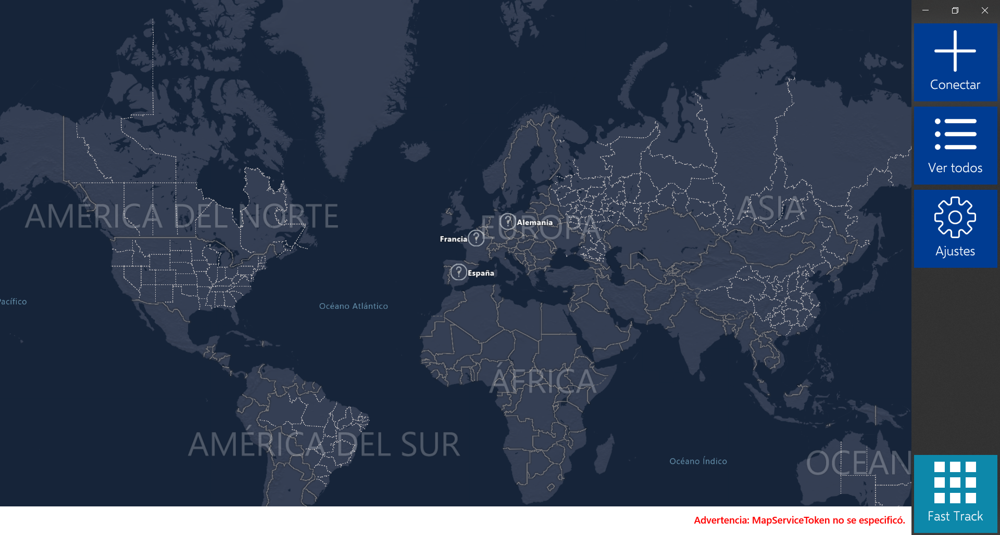 Conectar
Ver todos
AMÉRICA DEL NORTE
ASIA
EUROPA
Alemania
Francia
Ajustes
España
Pacífico
Océano Atlántico
ÁFRICA
AMÉRICA DEL SUR
Océano Índico
OCEAN
Fast Track
Advertencia: MapServiceToken no se especificó.